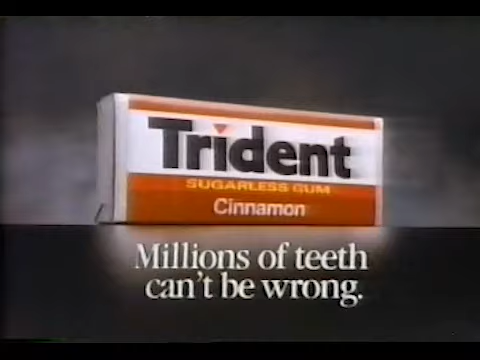 Trident
SUGARLESS GUM
Cinnamon
Millions of teeth
can't be wrong.